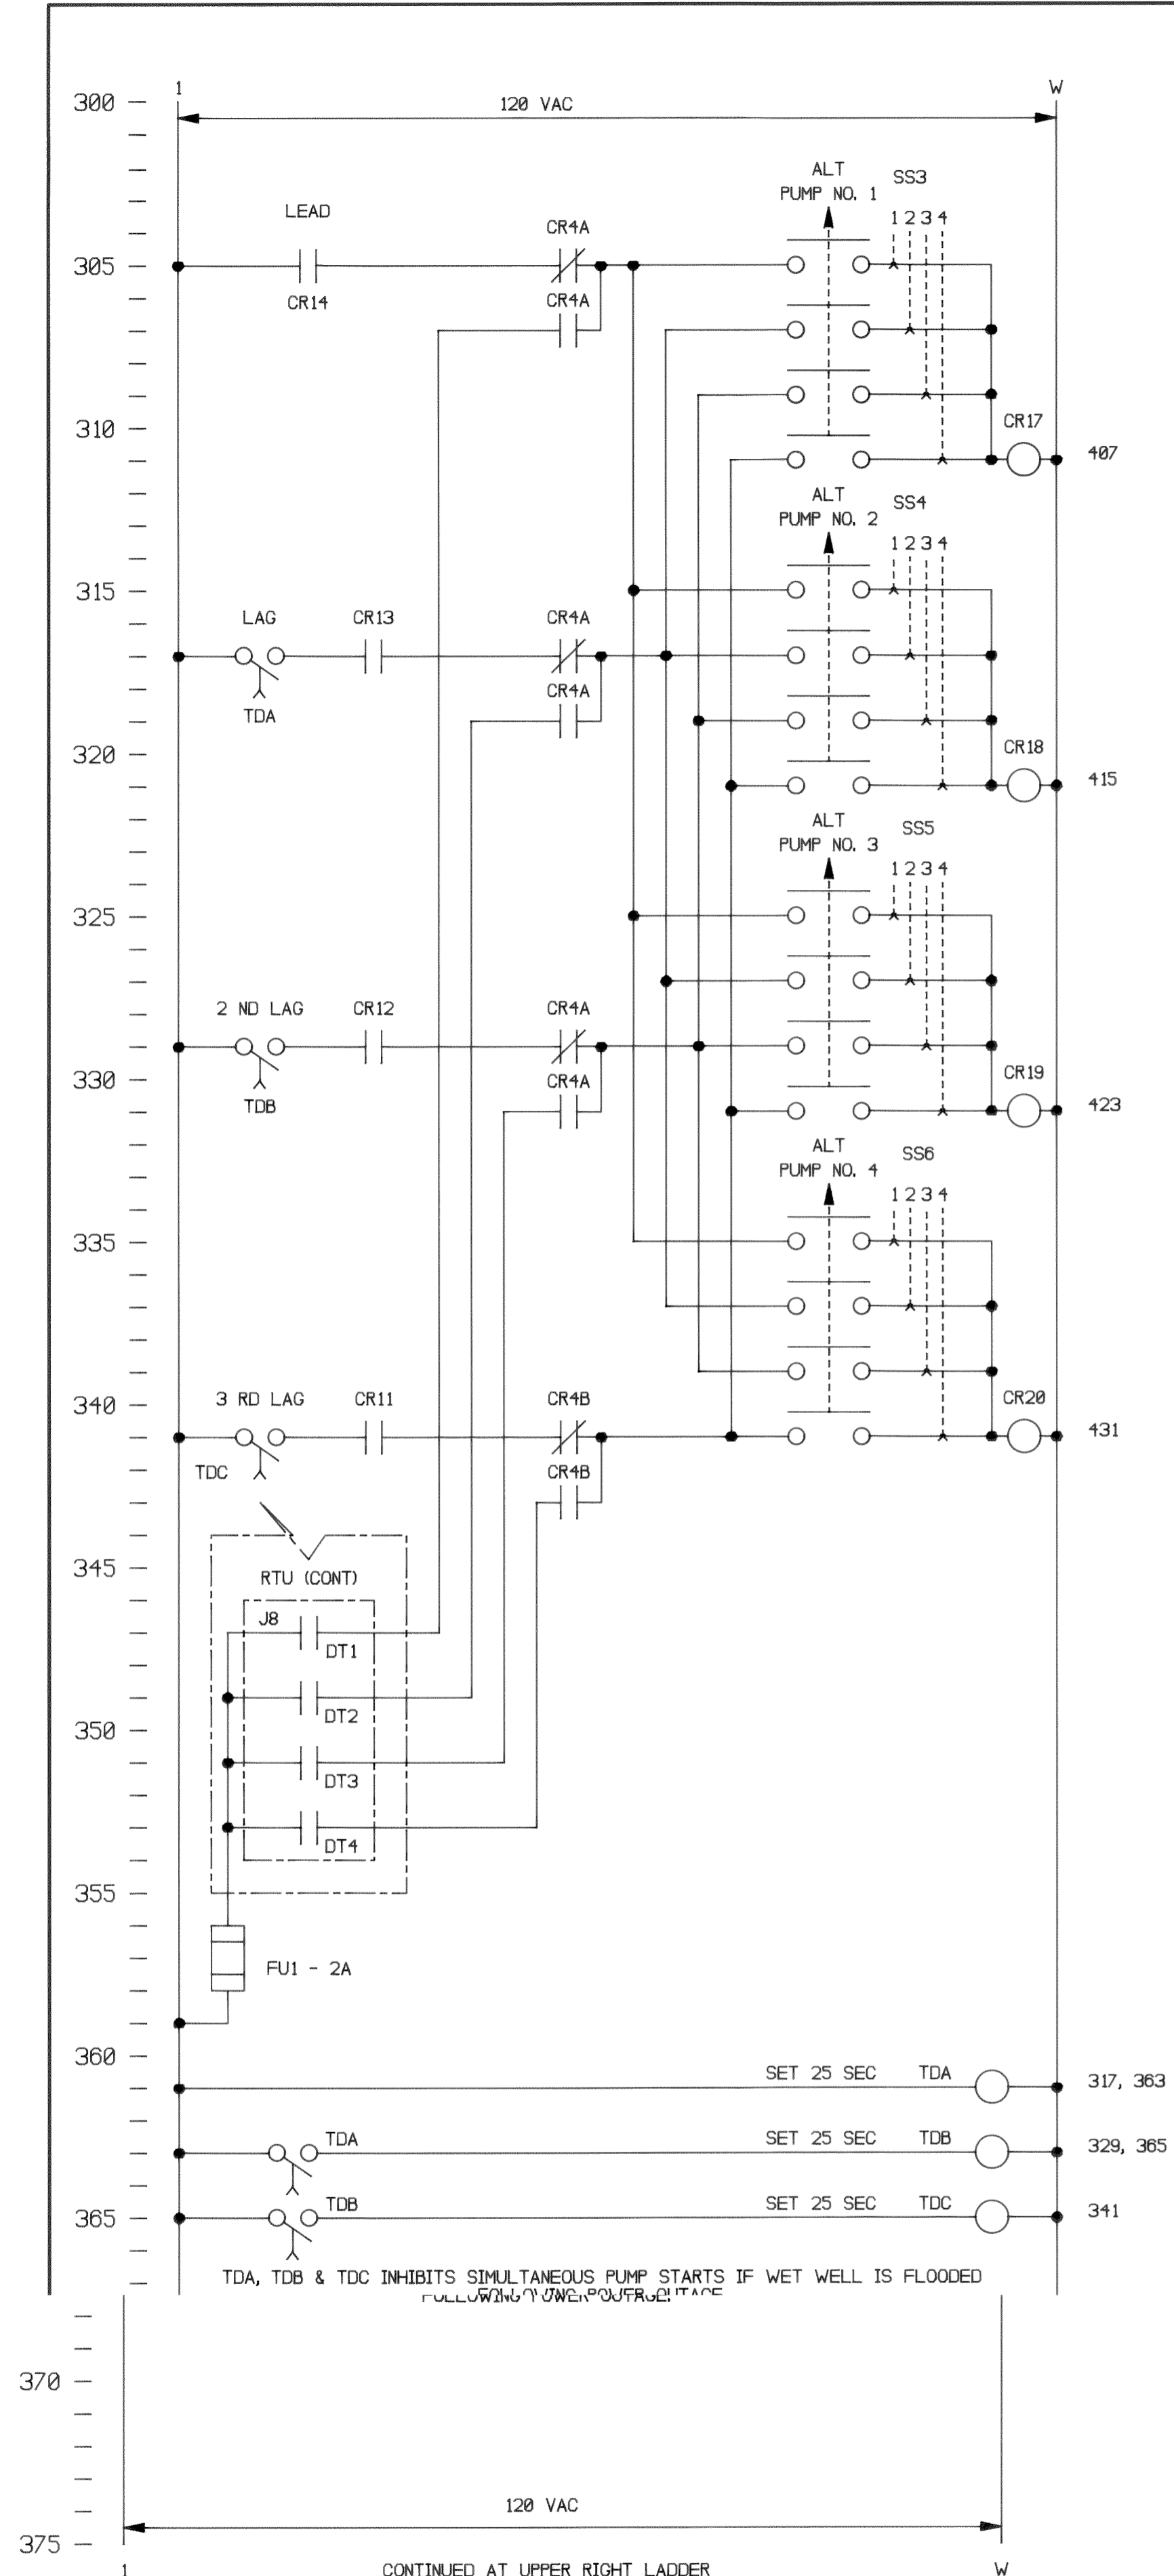 1 W
300 120 VAC
ALT SS3
PUMP NO. 1
LEAD 1 2 3 4
CR4A
305
CR14 CR4A
310 CR17
407
ALT SS4
PUMP NO. 2
1 2 3 4
315
LAG CR13 CR4A
CR4A
TDA
320 CR18
415
ALT SS5
PUMP NO. 3
1 2 3 4
325
2 ND LAG CR12 CR4A
330 CR4A CR19
TDB 423
ALT SS6
PUMP NO. 4
1 2 3 4
335
340 3 RD LAG CR11 CR4B CR20
431
TDC CR4B
345
RTU (CONT)
J8
DT1
DT2
350
DT3
DT4
355
FU1 - 2A
360
SET 25 SEC TDA 317, 363
TDA SET 25 SEC TDB 329, 365
365 TDB SET 25 SEC TDC 341
TDA, TDB & TDC INHIBITS SIMULTANEOUS PUMP STARTS IF WET WELL IS FLOODED
370
120 VAC
375
1 CONTINUED AT UPPER RIGHT LADDER W